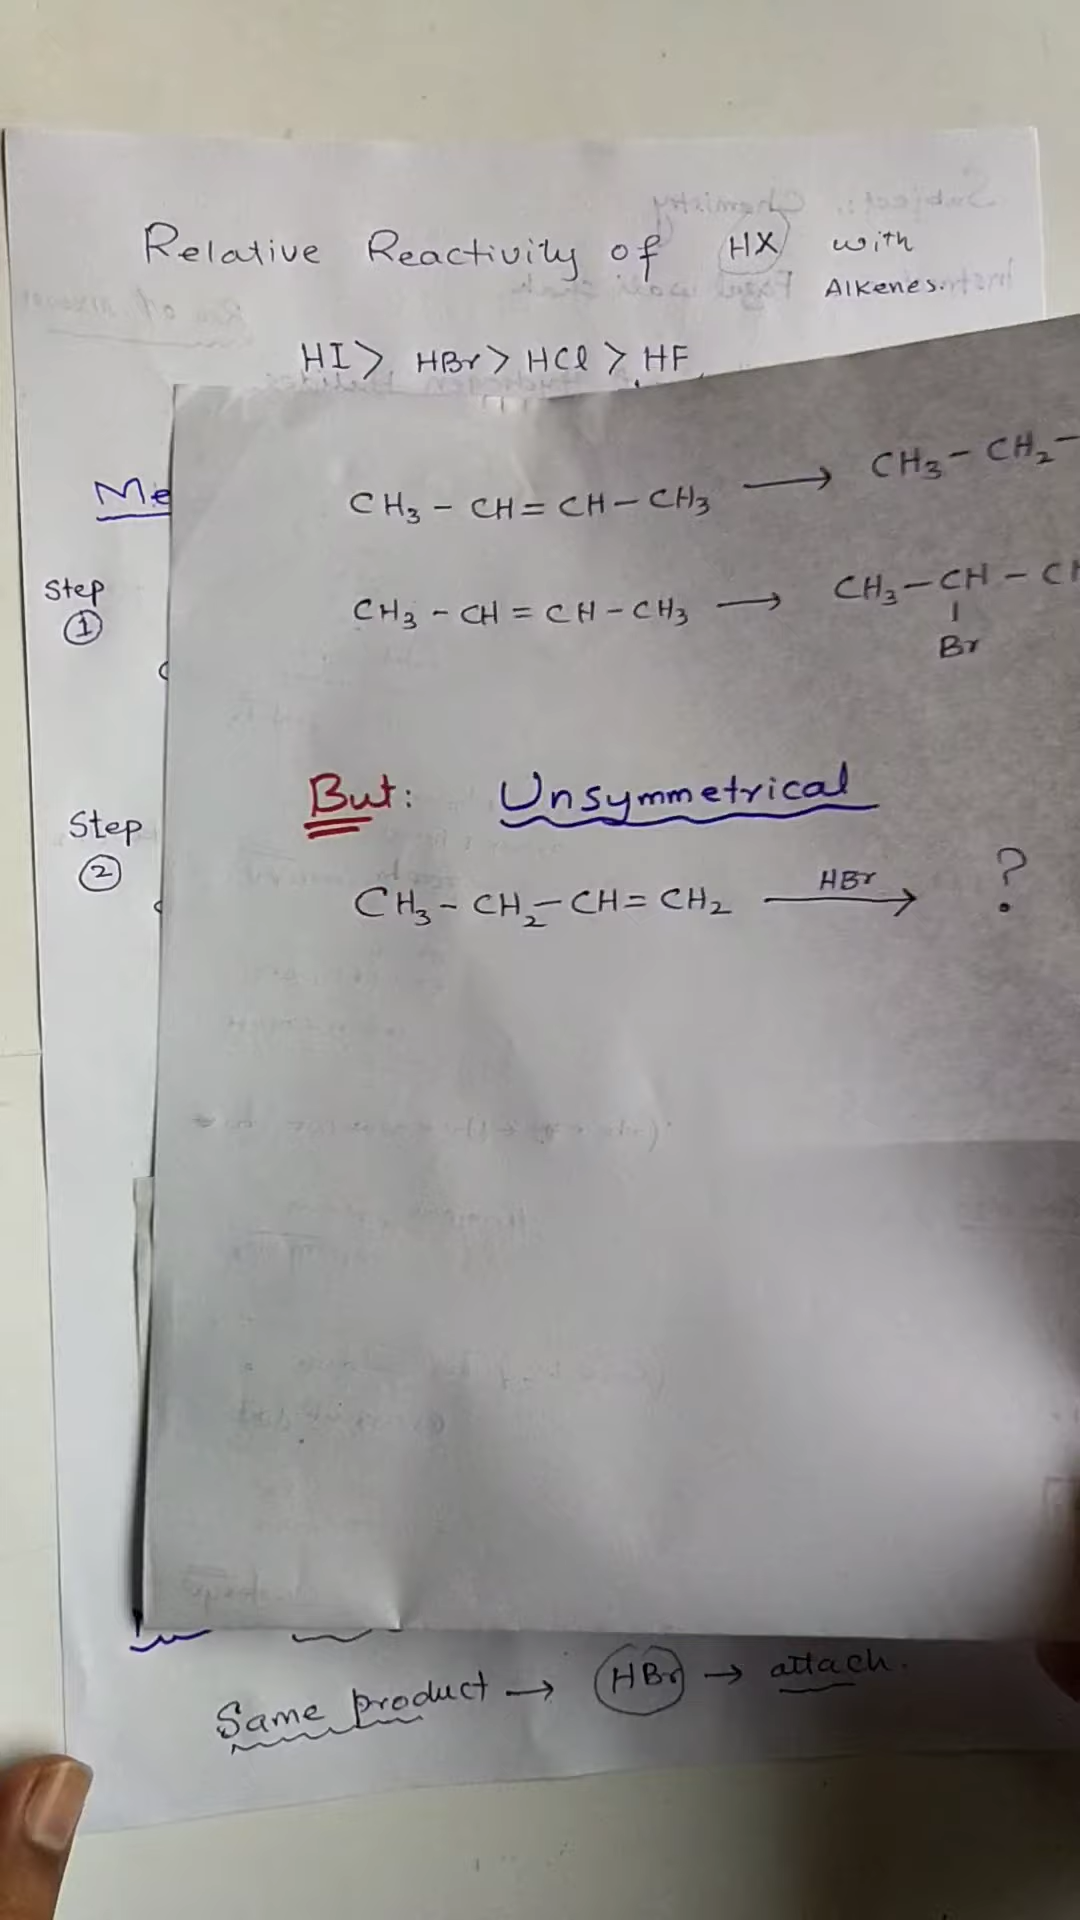 Relative Reactivity of HX with
Alkenes.
HI > HBr > HCl > HF
Me
Step
①
CH₃ - CH = CH - CH₃ ⟶ CH₃ - CH₂ -
CH₃ - CH = CH - CH₃ ⟶ CH₃ - CH - CH
Br
Step
②
But: Unsymmetrical
CH₃ - CH₂ - CH = CH₂ HBr ⟶ ?
Same product → HBr → attach.